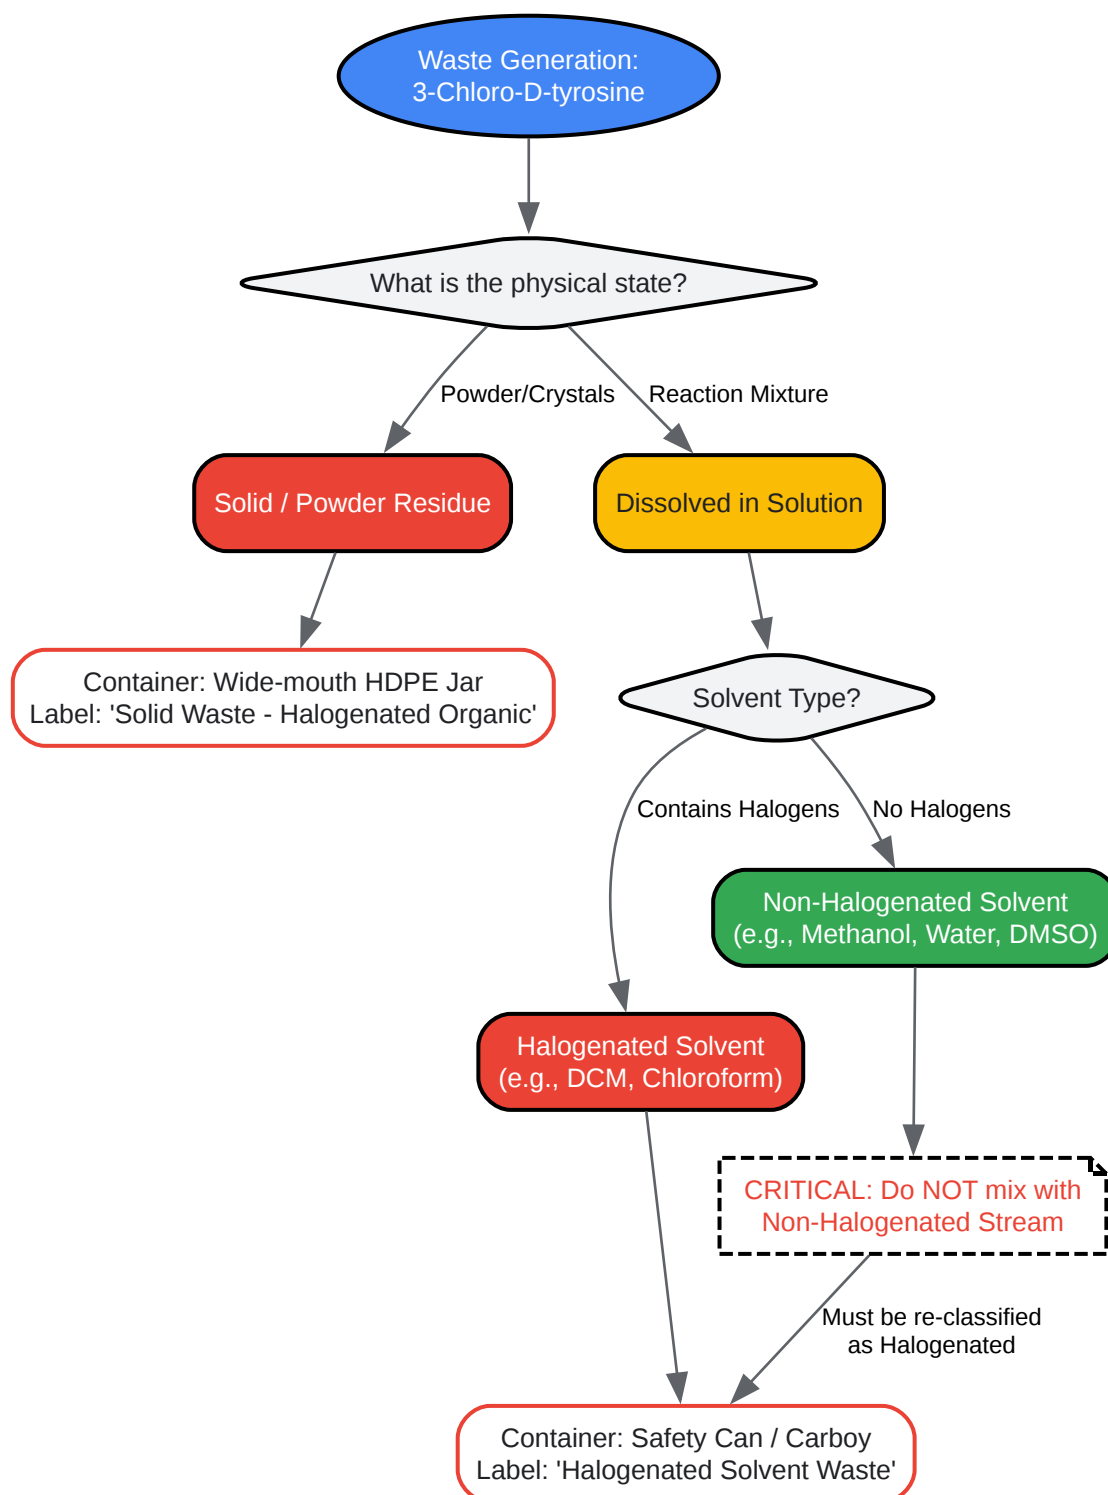 Waste Generation:
3-Chloro-D-tyrosine
What is the physical state?
Powder/Crystals
Reaction Mixture
Solid / Powder Residue
Dissolved in Solution
Container: Wide-mouth HDPE Jar
Label: 'Solid Waste - Halogenated Organic'
Solvent Type?
Contains Halogens
No Halogens
Non-Halogenated Solvent
(e.g., Methanol, Water, DMSO)
Halogenated Solvent
(e.g., DCM, Chloroform)
CRITICAL: Do NOT mix with
Non-Halogenated Stream
Must be re-classified
as Halogenated
Container: Safety Can / Carboy
Label: 'Halogenated Solvent Waste'